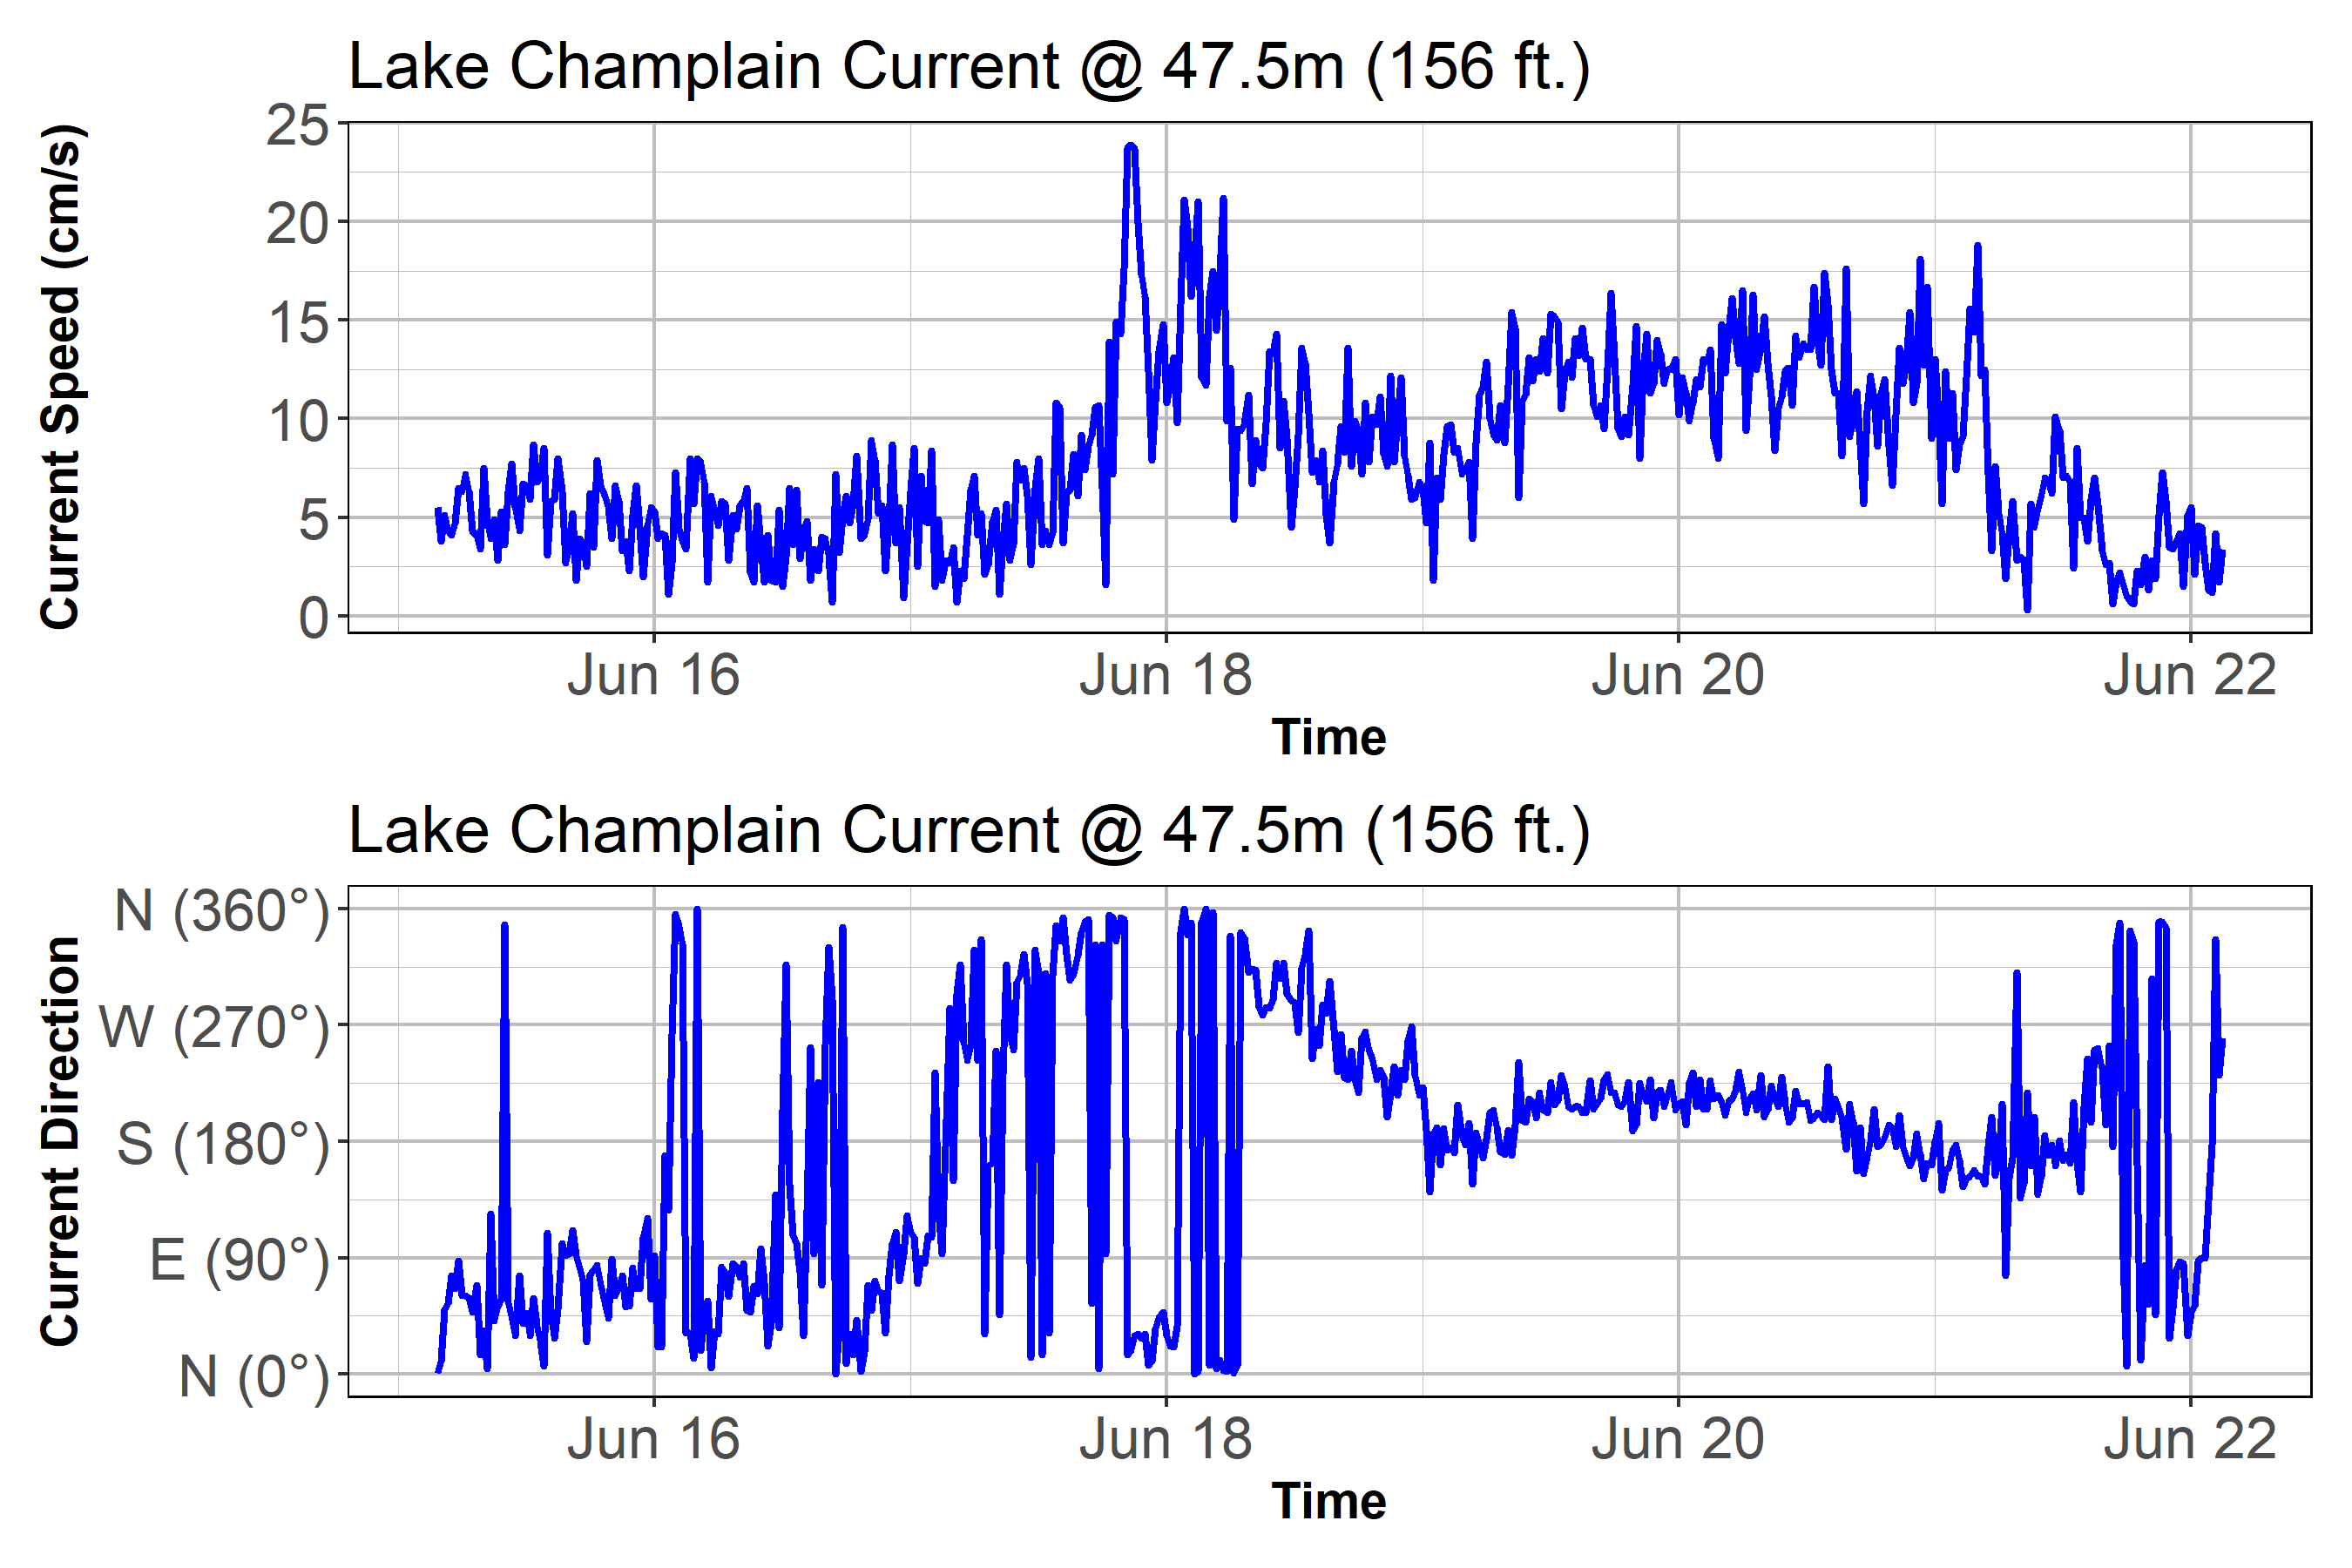 Lake Champlain Current @ 47.5m (156 ft.)
Current Speed (cm/s)
25
20
15
10
5
0
Jun 16 Jun 18 Jun 20 Jun 22
Time
Lake Champlain Current @ 47.5m (156 ft.)
Current Direction
N (360°)
W (270°)
S (180°)
E (90°)
N (0°)
Jun 16 Jun 18 Jun 20 Jun 22
Time